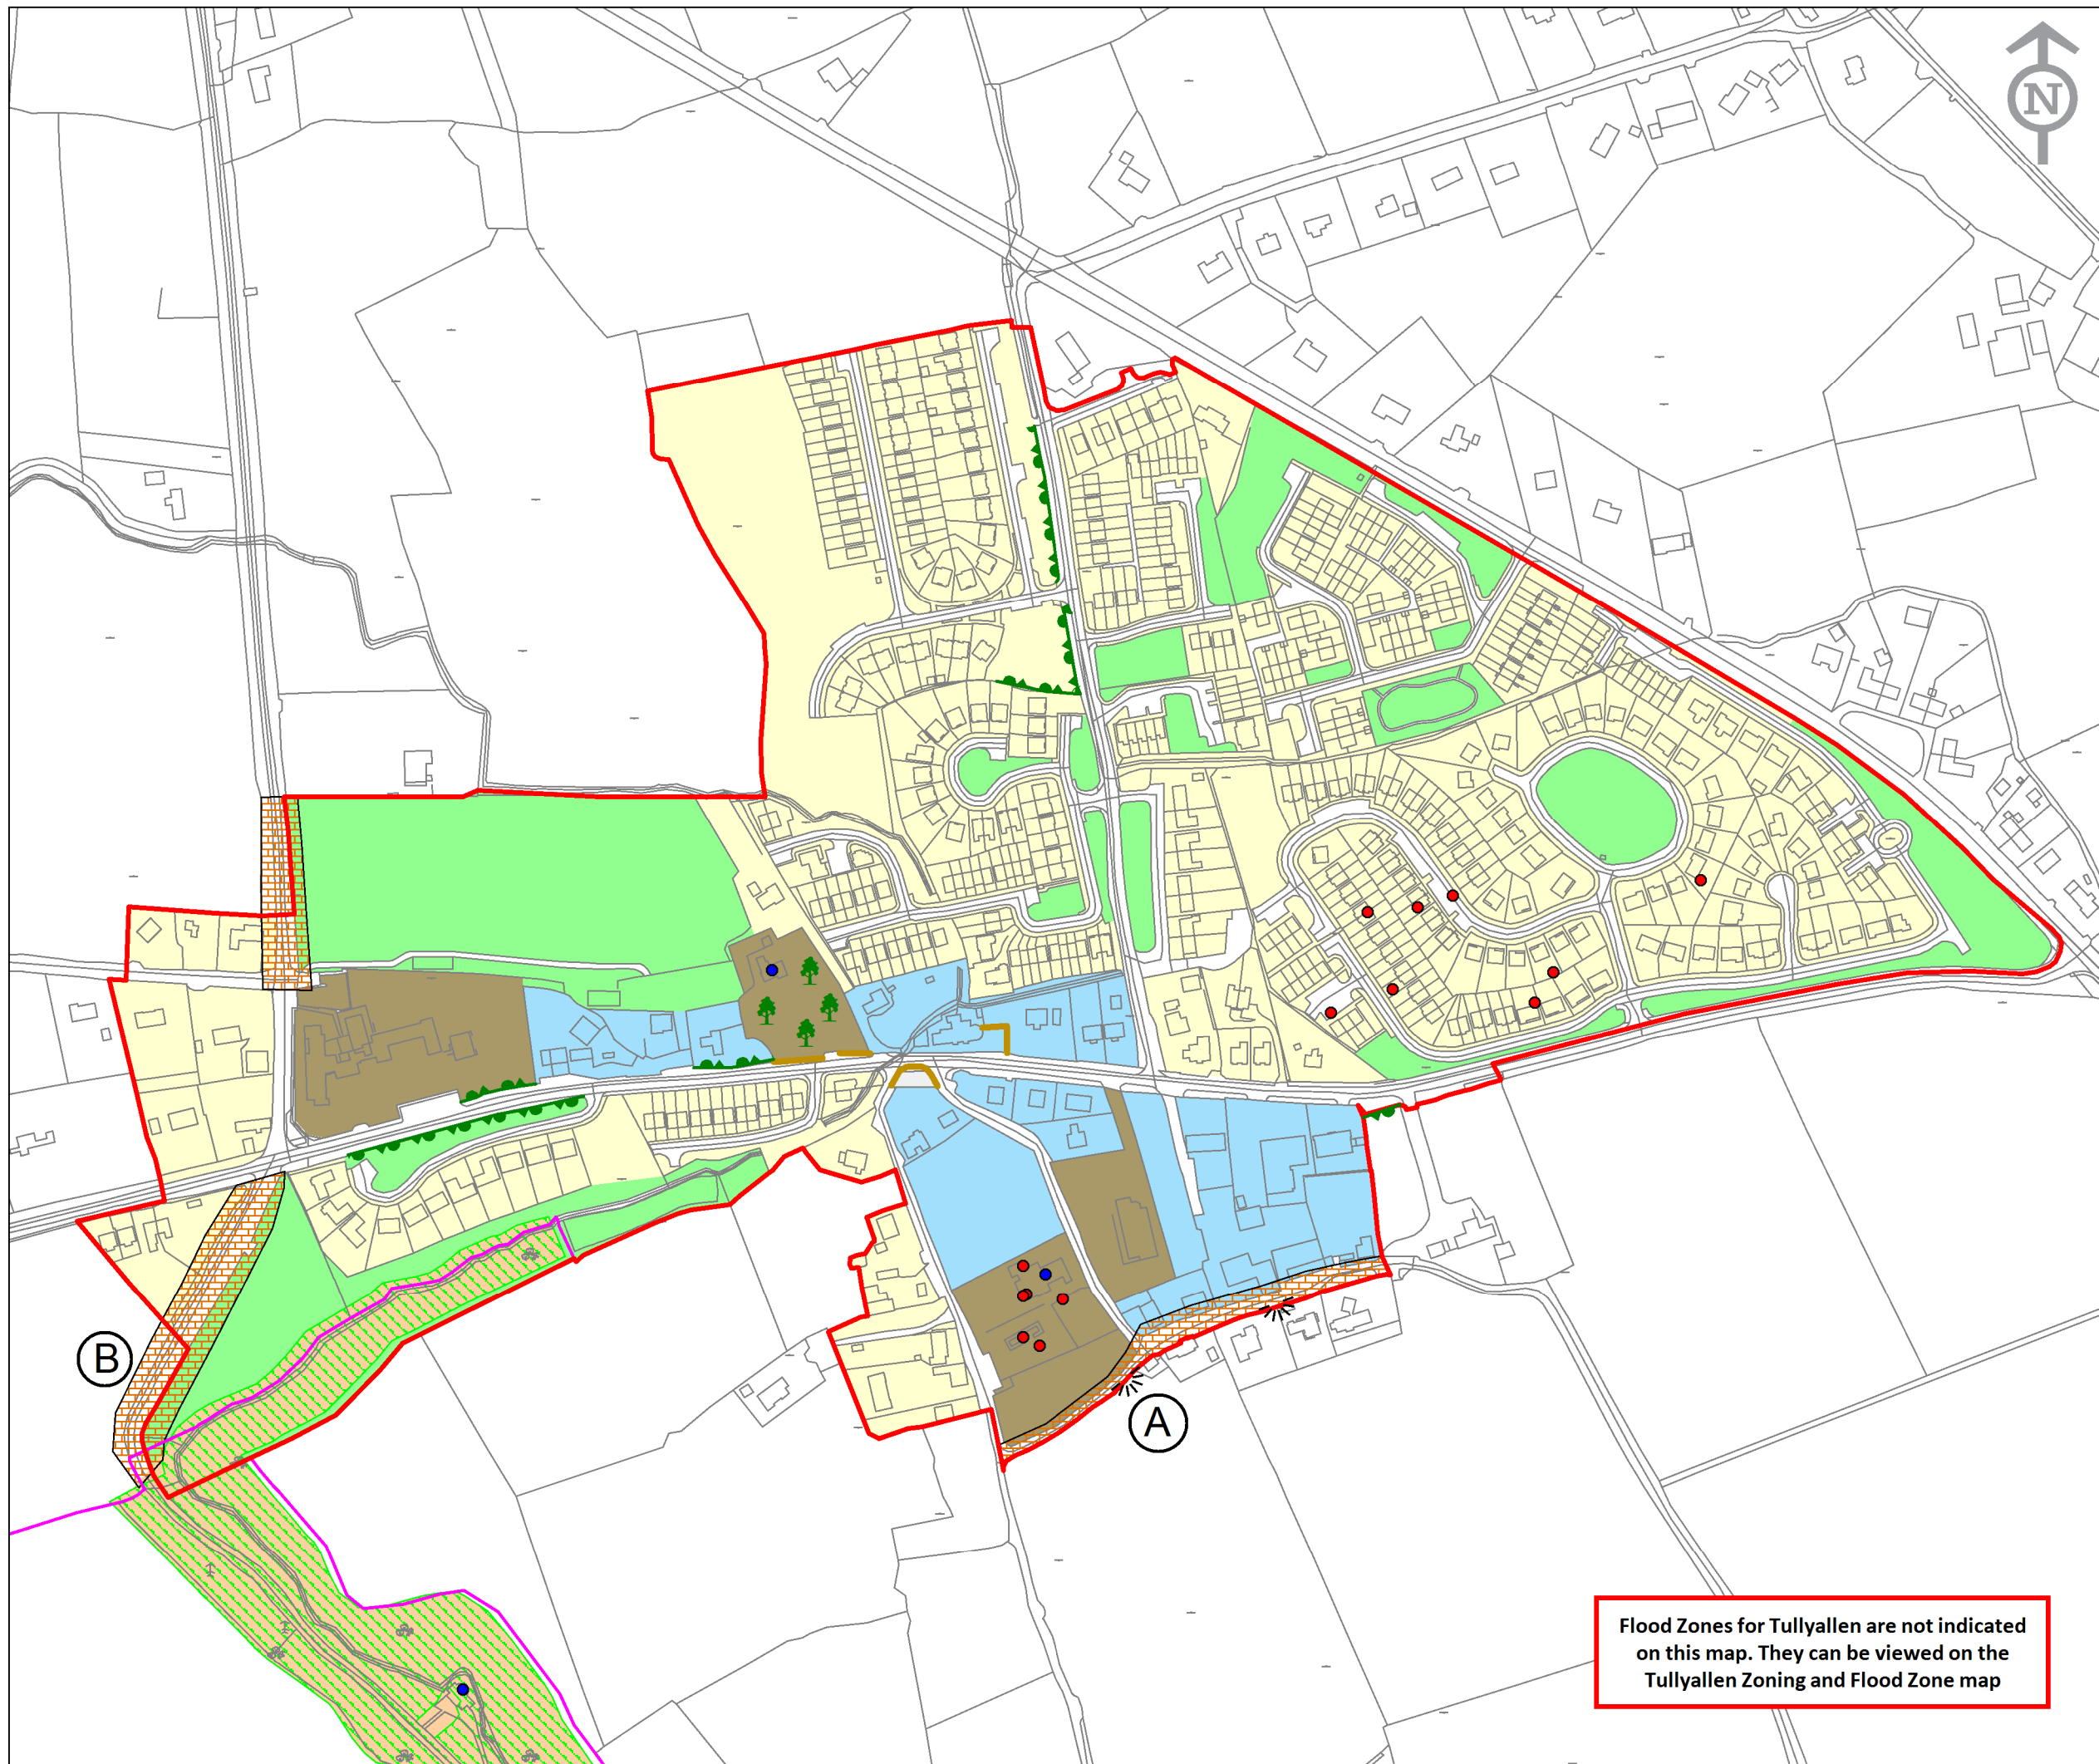 N
B
A
Flood Zones for Tullyallen are not indicated
on this map. They can be viewed on the
Tullyallen Zoning and Flood Zone map